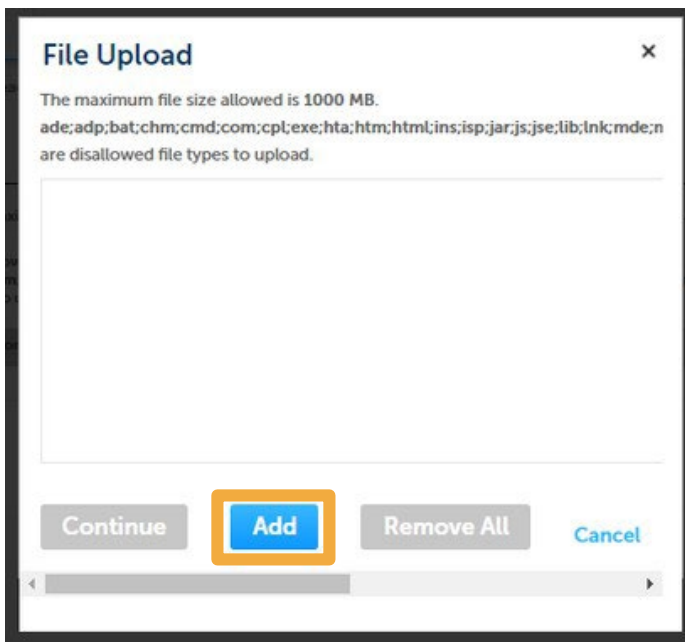 File Upload
×
The maximum file size allowed is 1000 MB.
ade;adp;bat;chm;cmd;com;cpl;exe;hta;htm;html;ins;isp;jar;js;jse;lib;lnk;mde;
are disallowed file types to upload.
Continue
Add
Remove All
Cancel